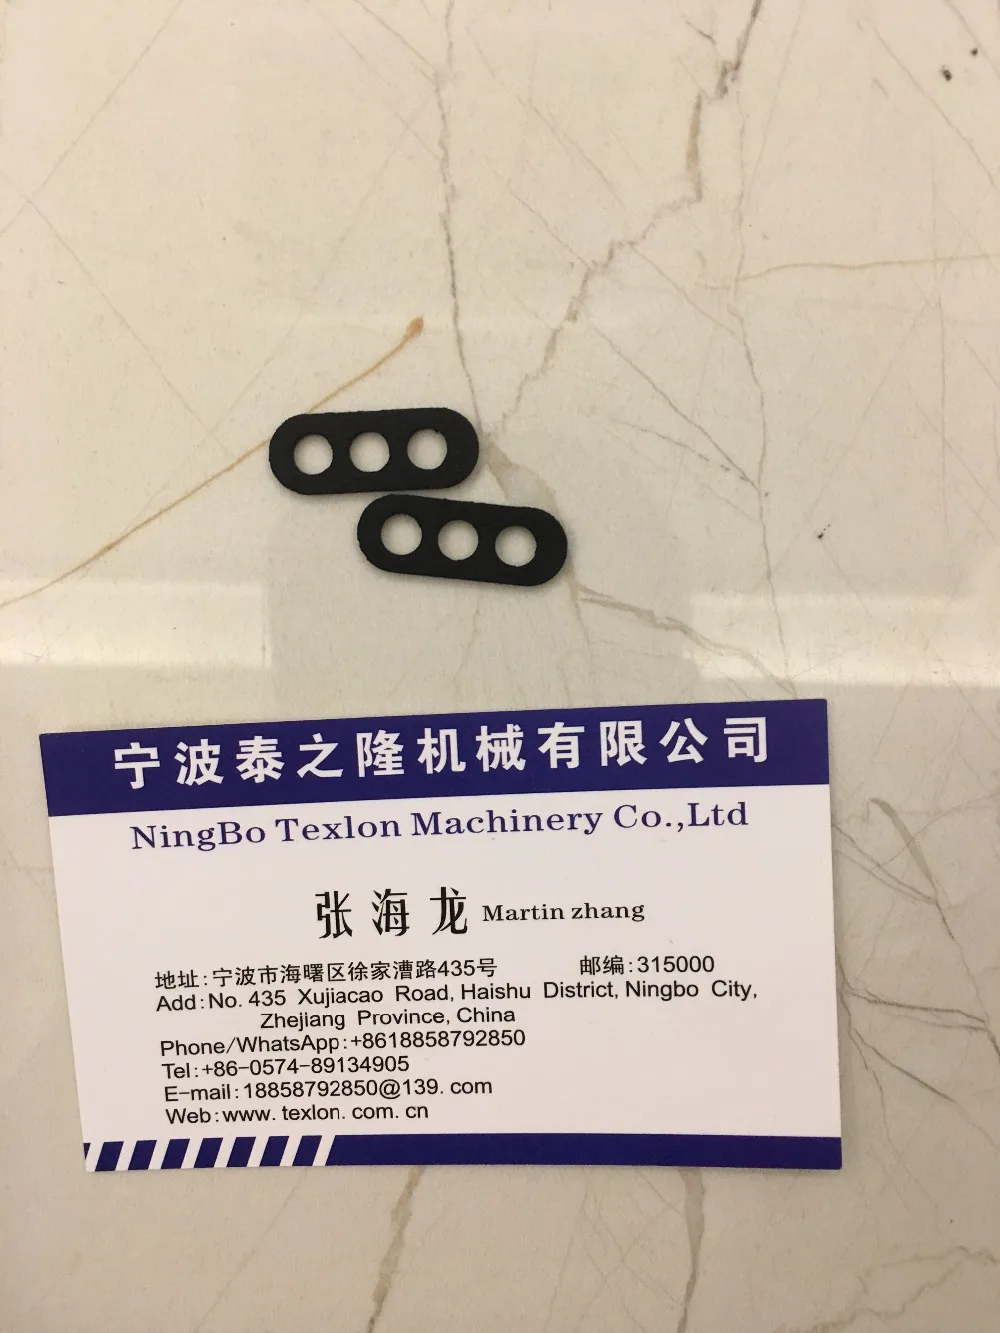 宁波泰之隆机械有限公司
NingBo Texlon Machinery Co.,Ltd
张海龙 Martin zhang
地址:宁波市海曙区徐家漕路435号 邮编:315000
Add:No. 435 Xujiacao Road, Haishu District, Ningbo City,
Zhejiang Province, China
Phone/WhatsApp:+8618858792850
Tel:+86-0574-89134905
E-mail:18858792850@139. com
Web:www. texlon. com. cn